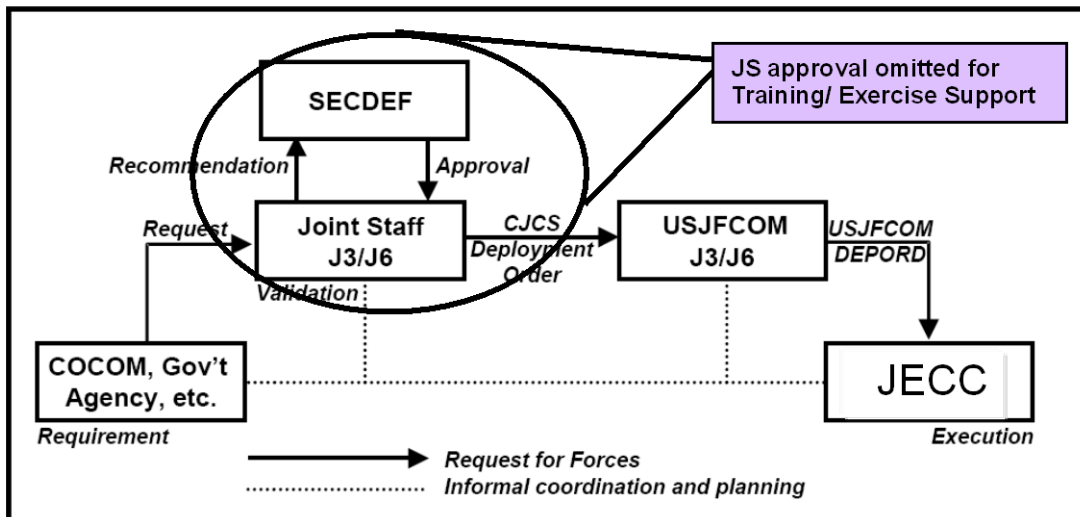 SECDEF
JS approval omitted for
Training/ Exercise Support
Recommendation
Approval
Request
Joint Staff
J3/J6
Validation
CJCS
Deployment
Order
USJFCOM
J3/J6
USJFCOM
DEPORD
COCOM, Gov't
Agency, etc.
Requirement
JECC
Execution
Request for Forces
Informal coordination and planning